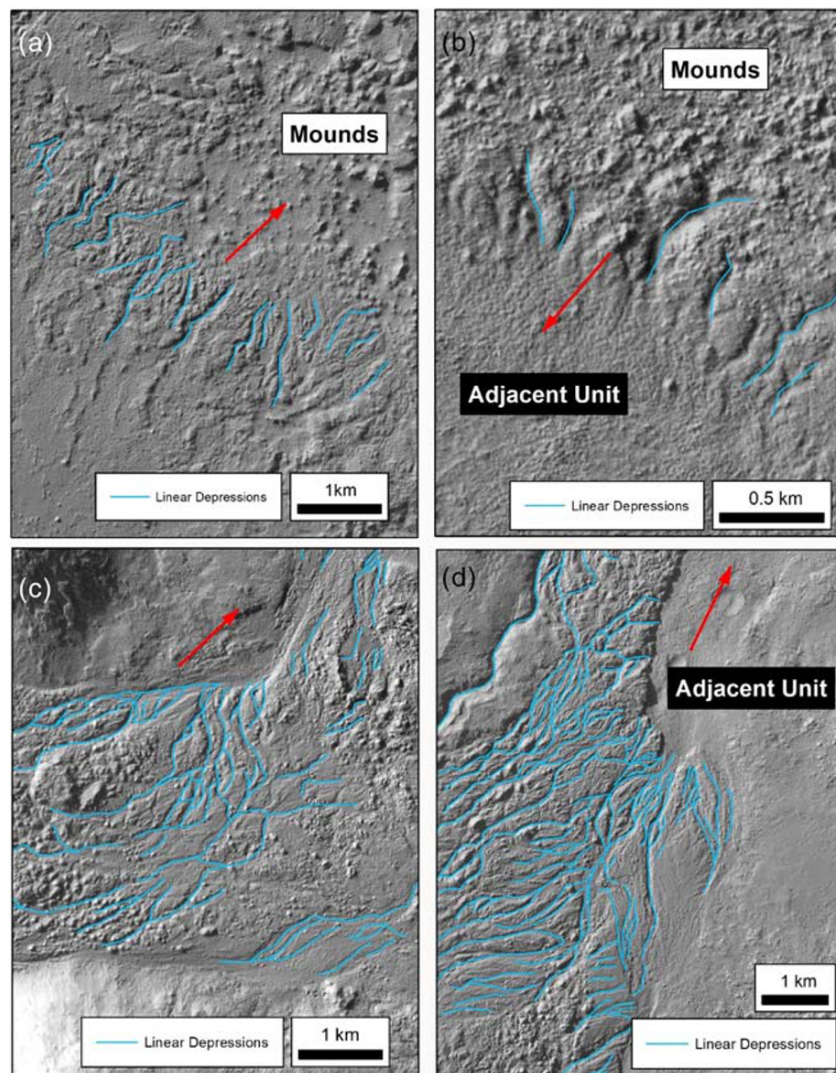 (a)
Mounds
Linear Depressions
1km
(b)
Mounds
Adjacent Unit
Linear Depressions
0.5 km
(c)
Linear Depressions
1 km
(d)
Adjacent Unit
1 km
Linear Depressions